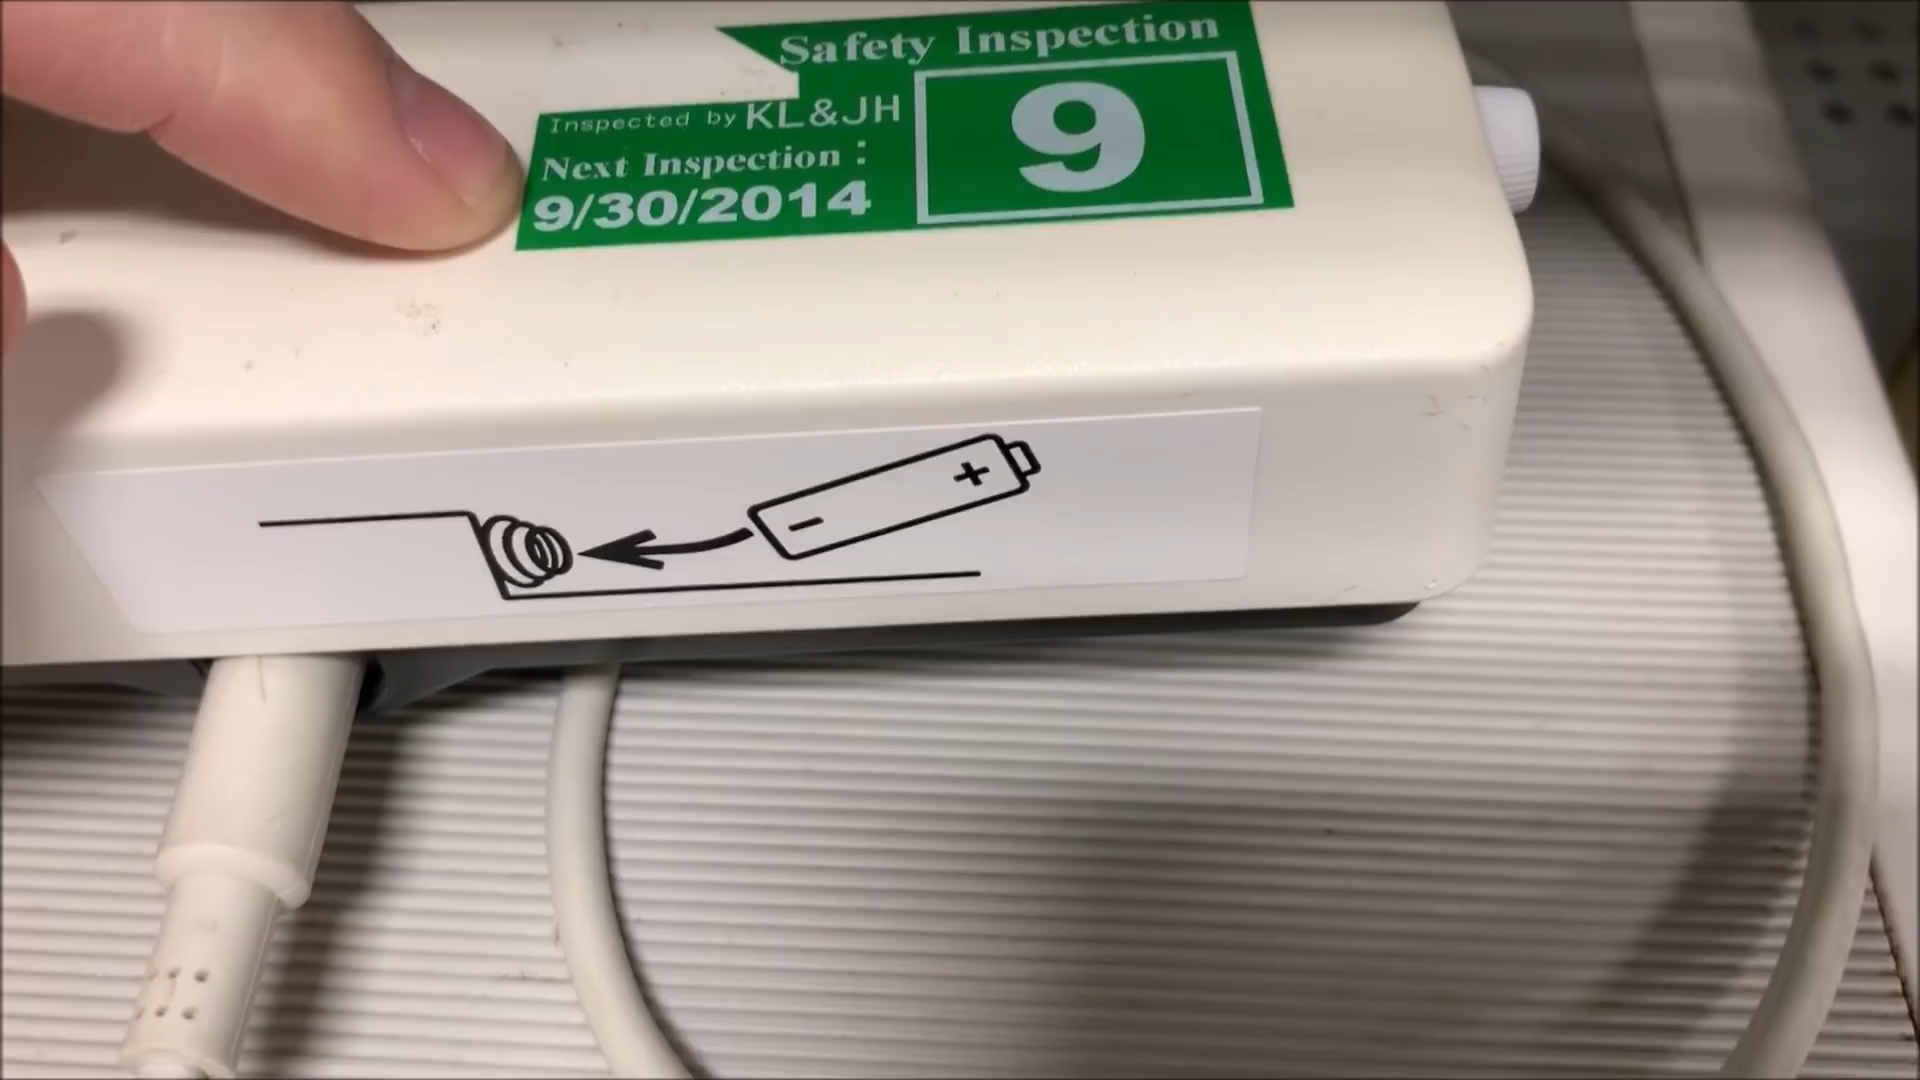 Safety Inspection
Inspected by KL&JH
Next Inspection :
9/30/2014
9
+
-